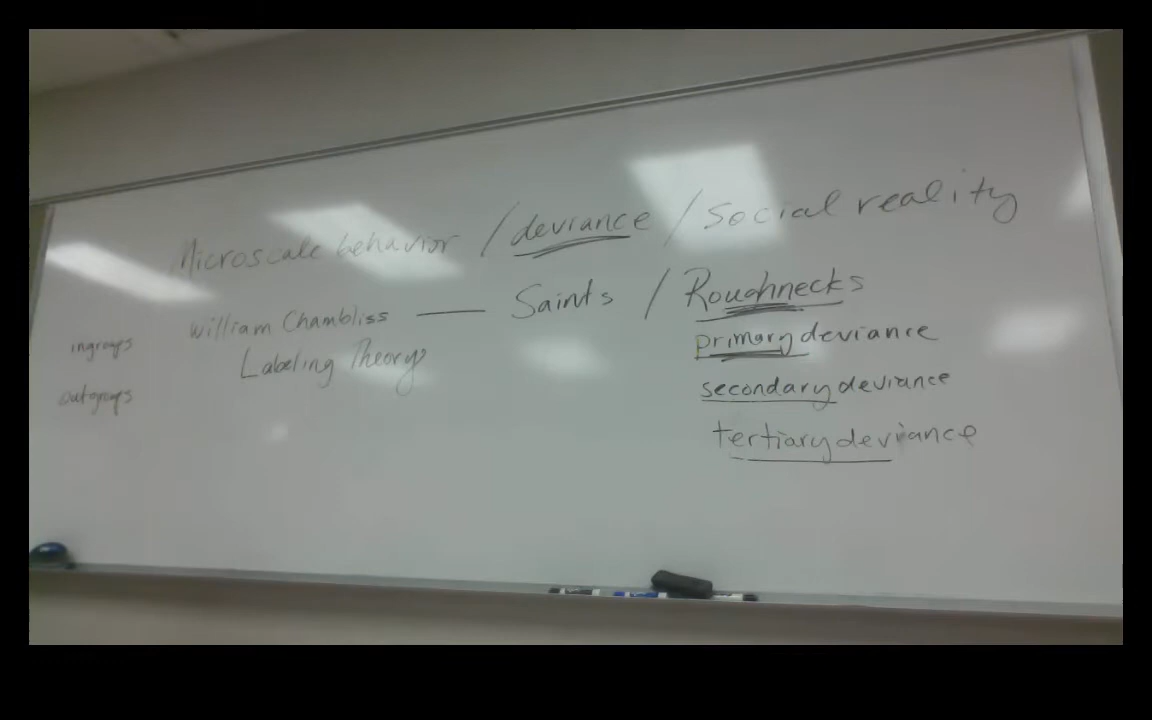 Microscale behavior / deviance / Social reality
William Chambliss — Saints / Roughnecks
ingroups
Labeling Theory
primary deviance
outgroups
secondary deviance
tertiary deviance